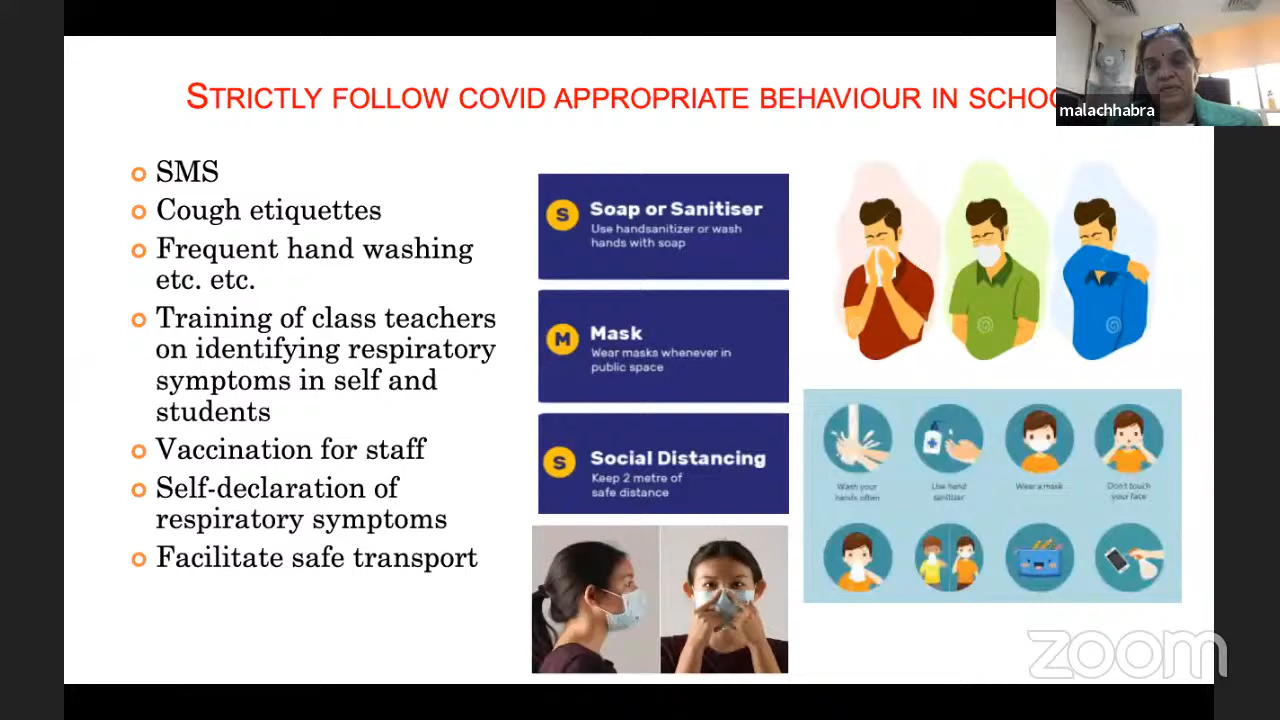 STRICTLY FOLLOW COVID APPROPRIATE BEHAVIOUR IN
malachhabra
SMS
Cough etiquettes
Frequent hand washing
etc. etc.
Training of class teachers
on identifying respiratory
symptoms in self and
students
Vaccination for staff
Self-declaration of
respiratory symptoms
Facilitate safe transport
S
Soap or Sanitiser
Use handsanitizer or wash
hands with soap
M
Mask
Wear masks whenever in
public space
S
Social Distancing
Keep 2 metre of
safe distance
Wash your
hands often
Use hand
sanitizer
Wear a mask
Don't touch
your face
zoom